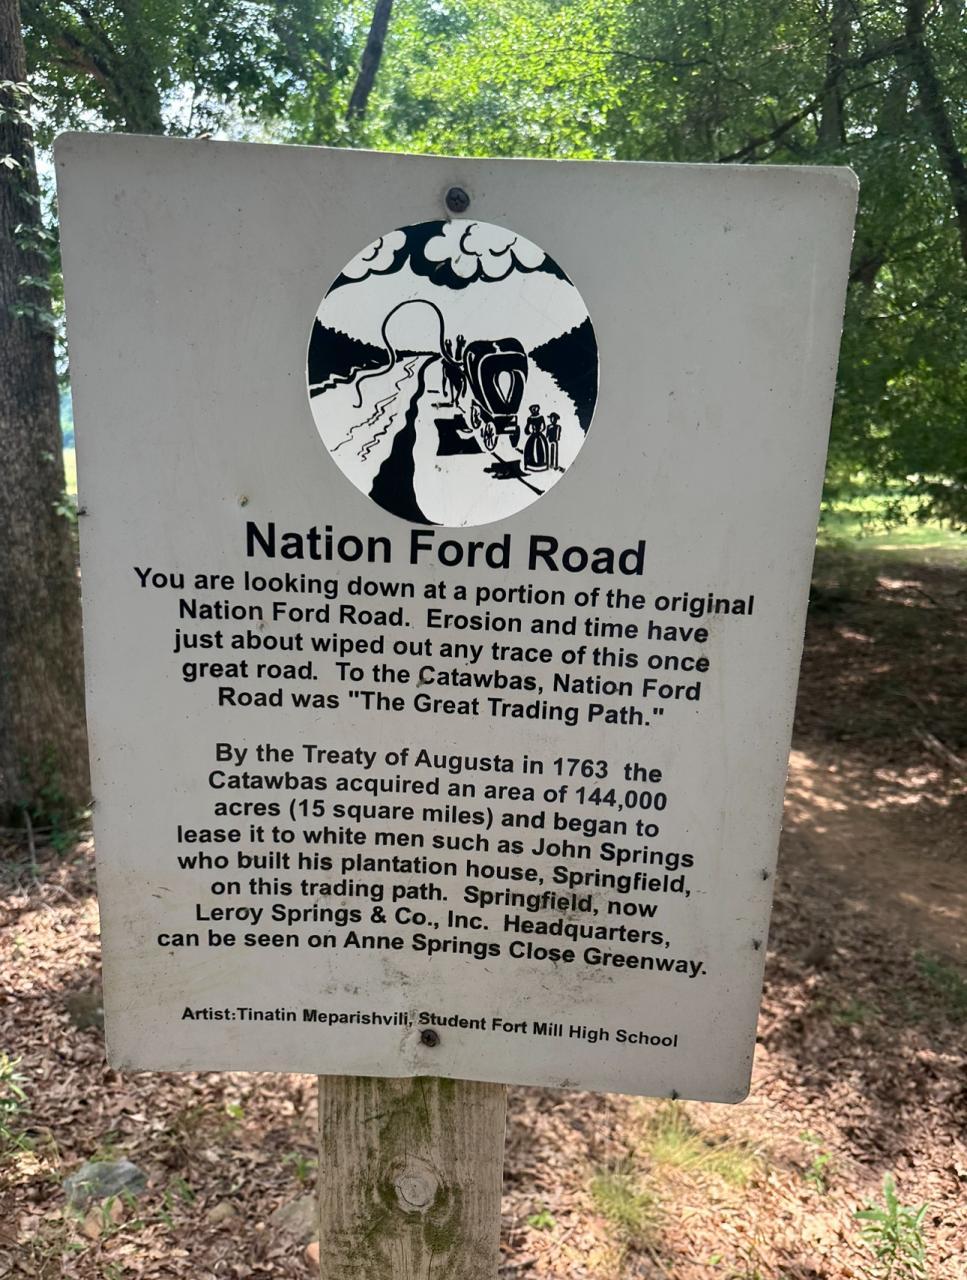 Nation Ford Road
You are looking down at a portion of the original
Nation Ford Road.  Erosion and time have
just about wiped out any trace of this once
great road.  To the Catawbas, Nation Ford
Road was "The Great Trading Path."
By the Treaty of Augusta in 1763  the
Catawbas acquired an area of 144,000
acres (15 square miles) and began to
lease it to white men such as John Springs
who built his plantation house, Springfield,
on this trading path.  Springfield, now
Leroy Springs & Co., Inc.  Headquarters,
can be seen on Anne Springs Close Greenway.
Artist:Tinatin Meparishvili, Student Fort Mill High School